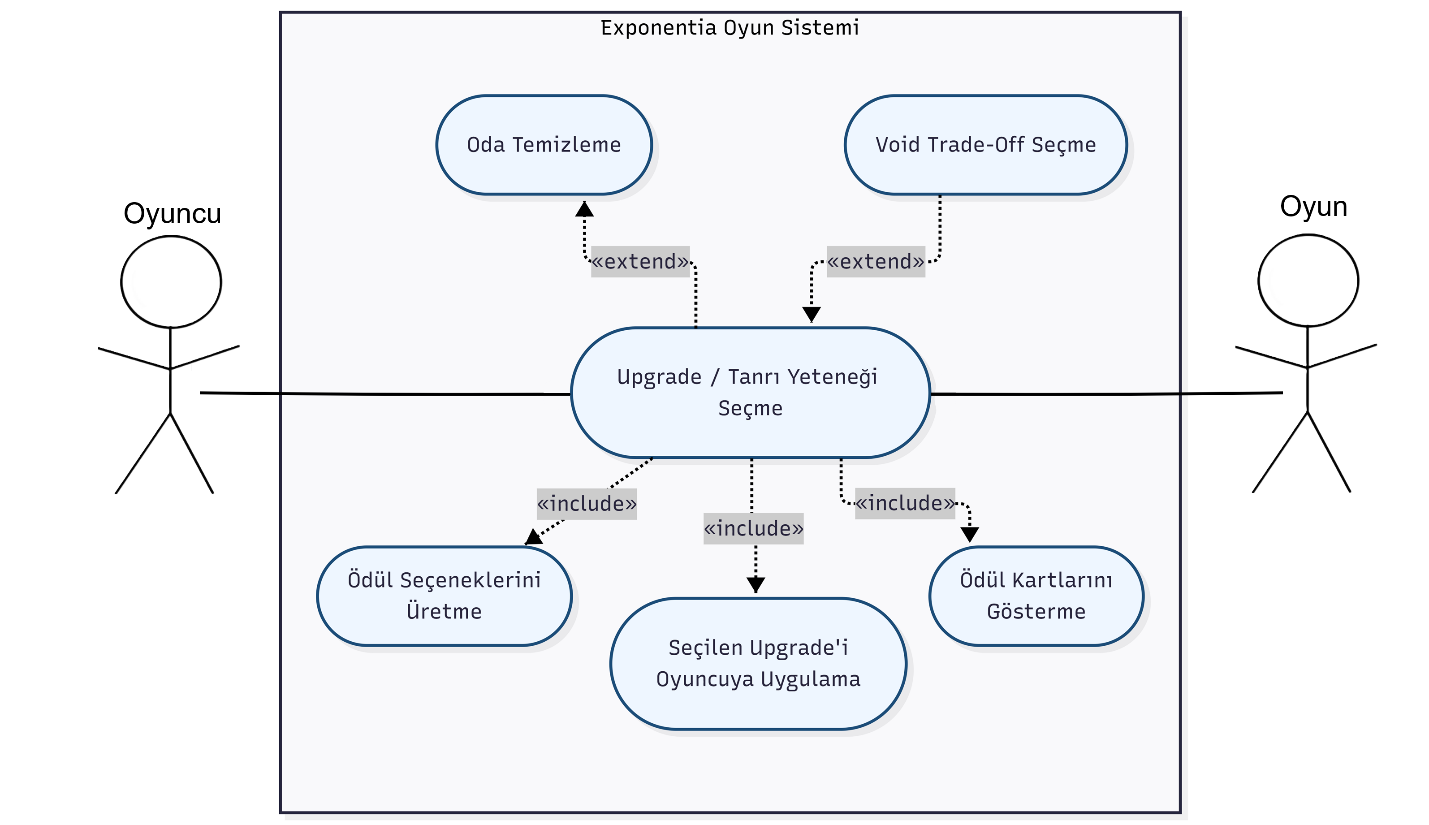 Exponentia Oyun Sistemi
Oda Temizleme
Void Trade-Off Seçme
Oyuncu
Oyun
«extend»
«extend»
Upgrade / Tanrı Yeteneği
Seçme
«include»
«include»
«include»
Ödül Seçeneklerini
Üretme
Ödül Kartlarını
Gösterme
Seçilen Upgrade'i
Oyuncuya Uygulama